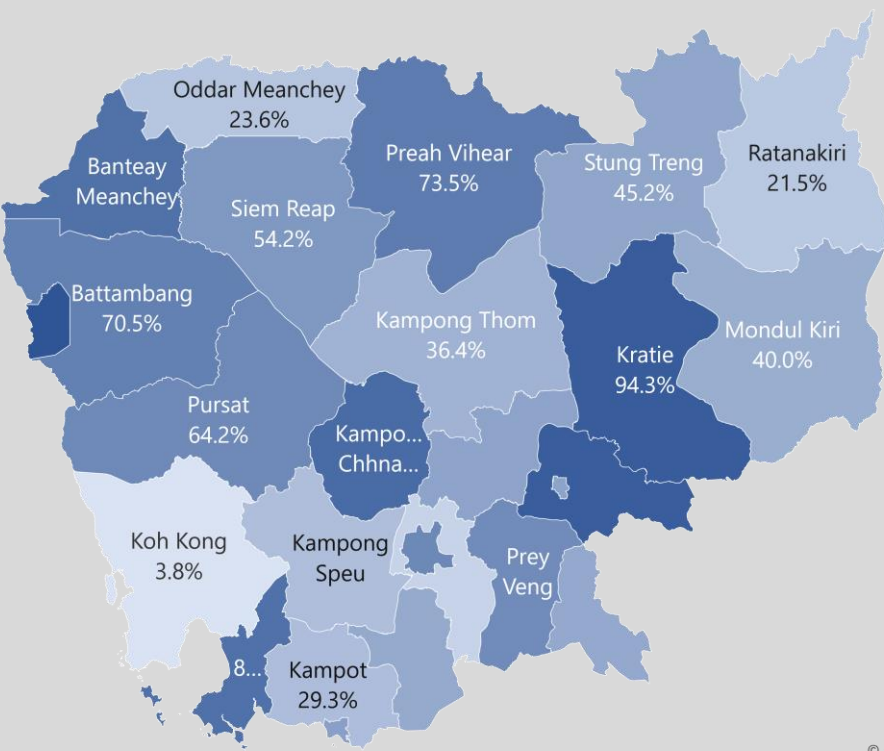 Oddar Meanchey
23.6%
Preah Vihear
73.5%
Stung Treng
45.2%
Ratanakiri
21.5%
Banteay
Meanchey
Siem Reap
54.2%
Battambang
70.5%
Kampong Thom
36.4%
Kratie
94.3%
Mondul Kiri
40.0%
Pursat
64.2%
Kampo...
Chhna...
Koh Kong
3.8%
Kampong
Speu
Prey
Veng
8...
Kampot
29.3%
©